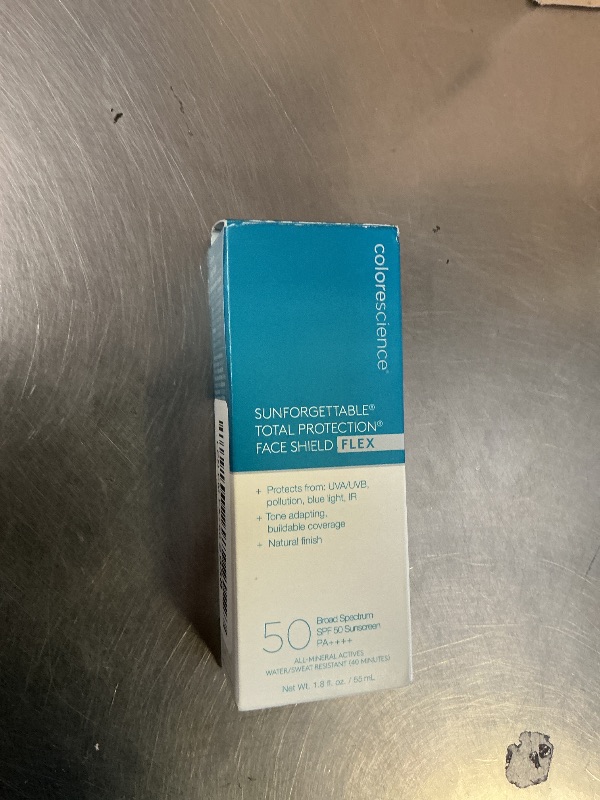 colorescience®
SUNFORGETTABLE®
TOTAL PROTECTION®
FACE SHIELD FLEX
+ Protects from: UVA/UVB,
pollution, blue light, IR
+ Tone adapting,
buildable coverage
+ Natural finish
50
Broad Spectrum
SPF 50 Sunscreen
PA++++
ALL-MINERAL ACTIVES
WATER/SWEAT RESISTANT (40 MINUTES)
Net Wt. 1.8 fl. oz. / 55 mL